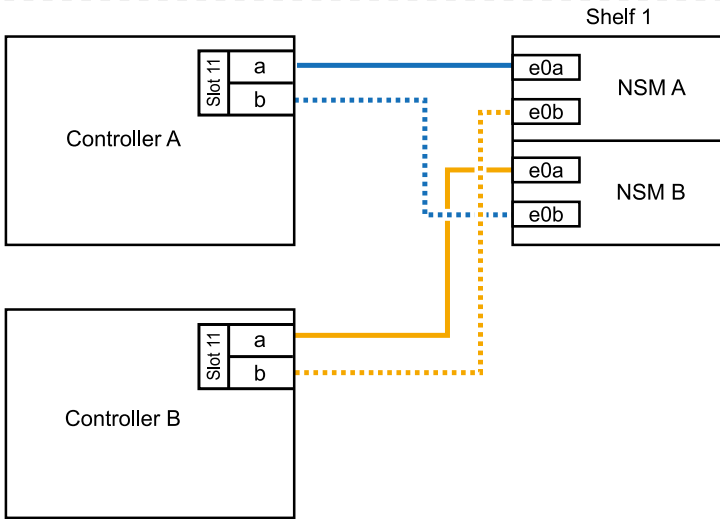 Shelf 1
Slot 11
a
b
Controller A
e0a
e0b
NSM A
e0a
e0b
NSM B
Slot 11
a
b
Controller B